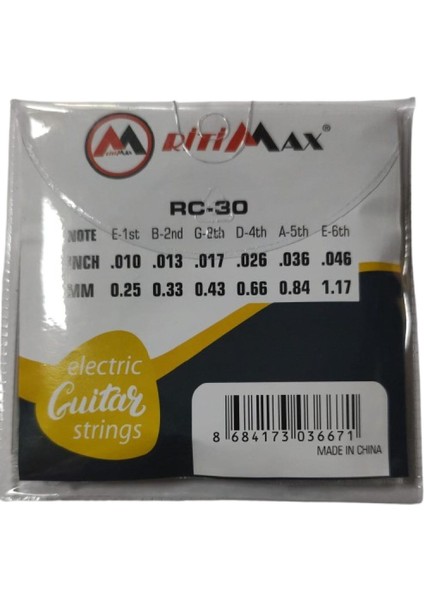 RitiMAX®
RC-30
NOTE E-1st B-2nd G-2th D-4th A-5th E-6th
INCH .010 .013 .017 .026 .036 .046
MM 0.25 0.33 0.43 0.66 0.84 1.17
electric
Guitar
strings
8 684173 036671
MADE IN CHINA